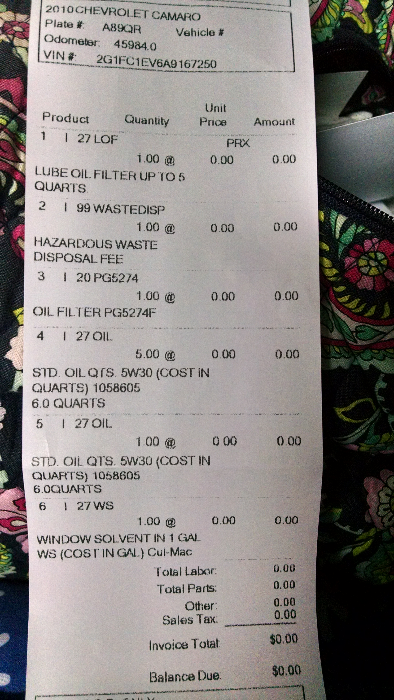 2010 CHEVROLET CAMARO
Plate #: A89QR Vehicle #
Odometer: 45984.0
VIN #: 2G1FC1EV6A9167250
Unit
Product Quantity Price Amount
1 I 27 LOF PRX
1.00 @ 0.00 0.00
LUBE OIL FILTER UP TO 5
QUARTS
2 I 99 WASTEDISP
1.00 @ 0.00 0.00
HAZARDOUS WASTE
DISPOSAL FEE
3 I 20 PG5274
1.00 @ 0.00 0.00
OIL FILTER PG5274F
4 I 27 OIL
5.00 @ 0.00 0.00
STD. OIL QTS. 5W30 (COST IN
QUARTS) 1058605
6.0 QUARTS
5 I 27 OIL
1.00 @ 0.00 0.00
STD. OIL QTS. 5W30 (COST IN
QUARTS) 1058605
6.0QUARTS
6 I 27 WS
1.00 @ 0.00 0.00
WINDOW SOLVENT IN 1 GAL
WS (COST IN GAL) Cul-Mac
Total Labor: 0.00
Total Parts: 0.00
Other: 0.00
Sales Tax: 0.00
Invoice Total $0.00
Balance Due: $0.00